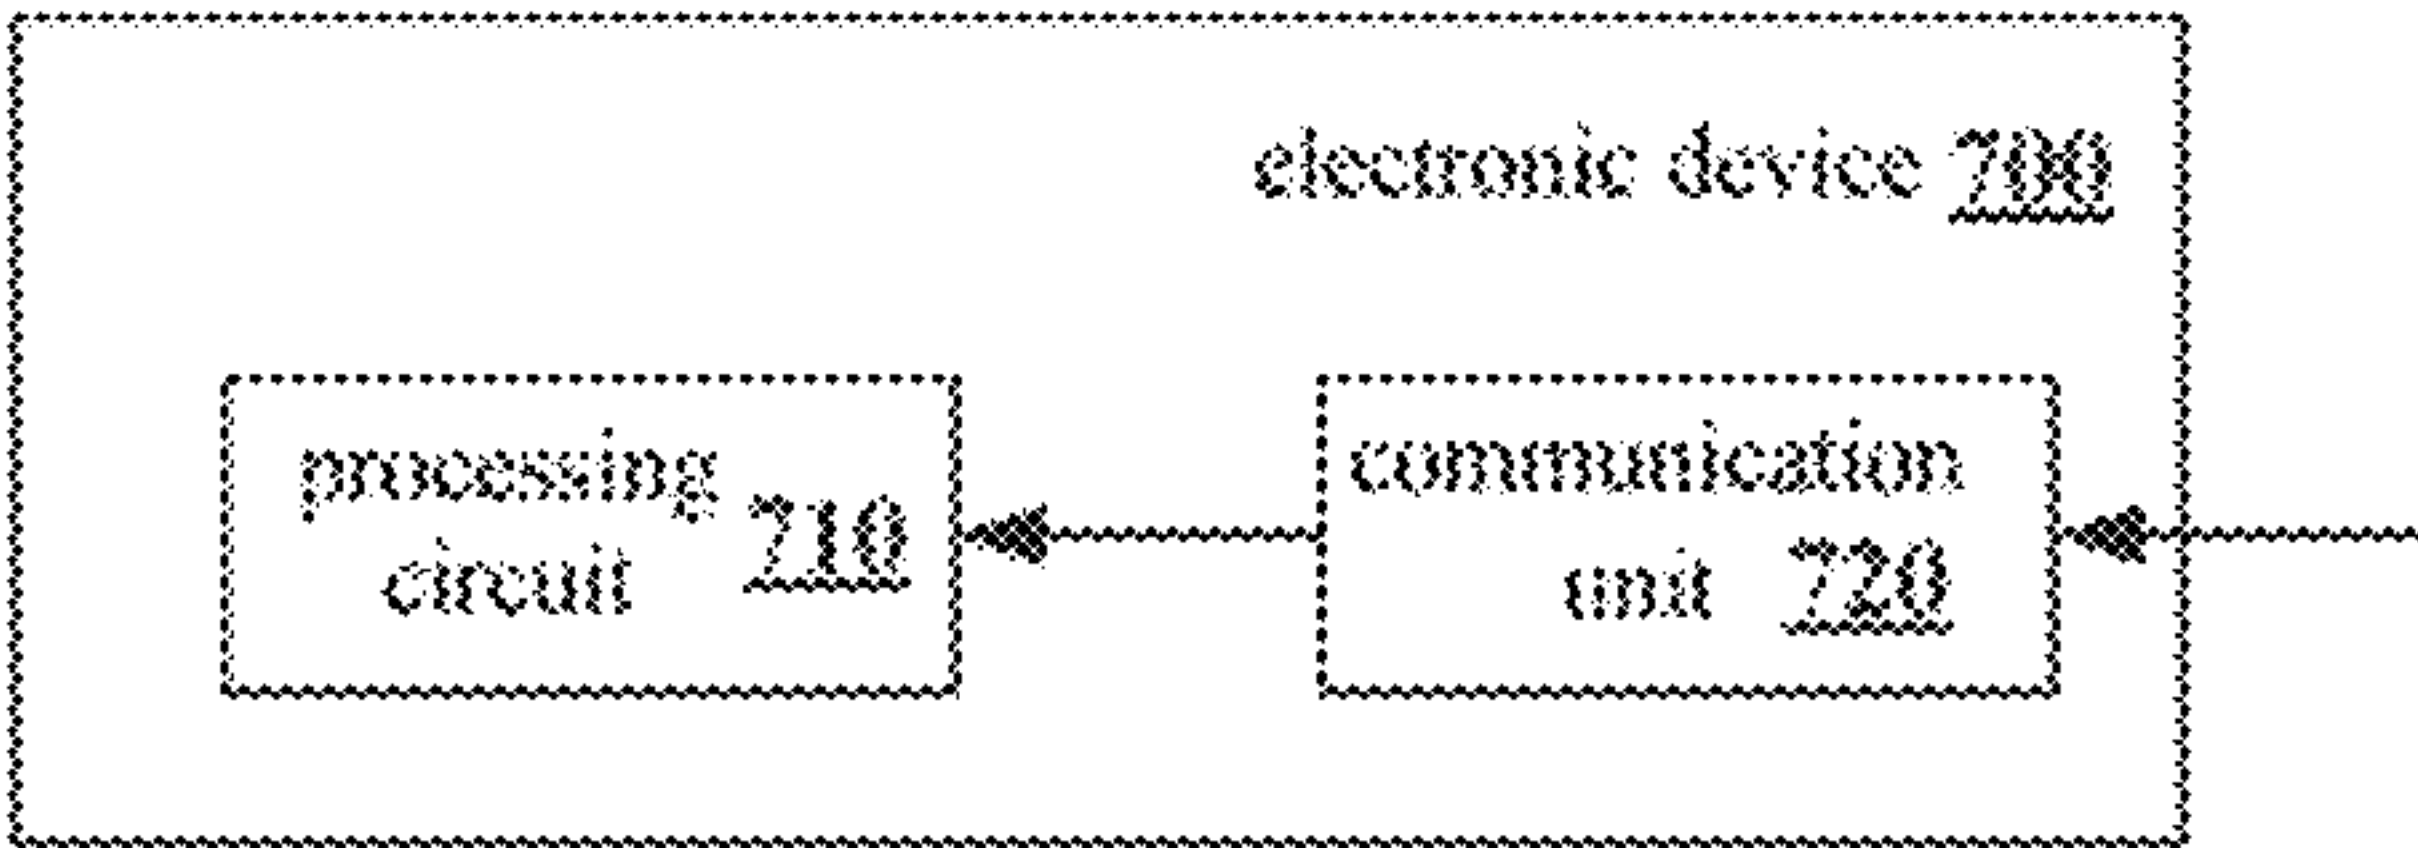 electronic device 700
processing
circuit 710
communication
unit 720